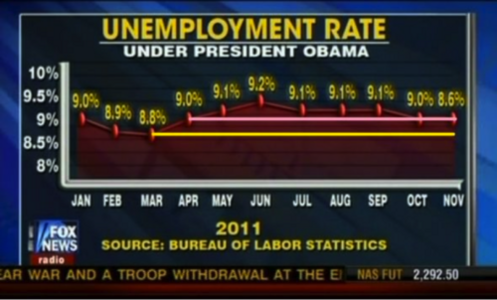 UNEMPLOYMENT RATE
UNDER PRESIDENT OBAMA
10%
9.5%
9%
8.5%
8%
9.0% 8.9% 8.8% 9.0% 9.1% 9.2% 9.1% 9.1% 9.1% 9.0% 8.6%
JAN FEB MAR APR MAY JUN JUL AUG SEP OCT NOV
2011
SOURCE: BUREAU OF LABOR STATISTICS
FOX
NEWS
radio
EAR WAR AND A TROOP WITHDRAWAL AT THE E NAS FUT 2,292.50